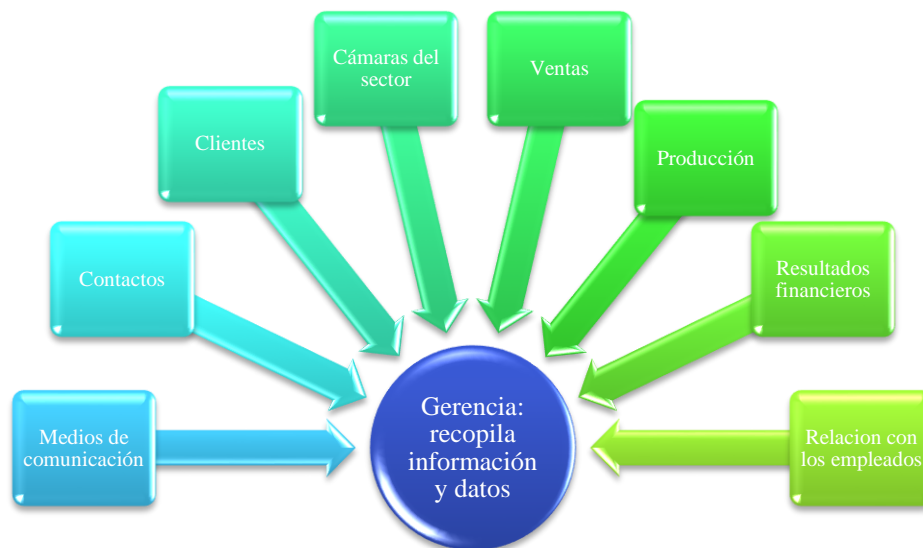 Cámaras del
sector
Ventas
Clientes
Producción
Contactos
Resultados
financieros
Medios de
comunicación
Gerencia:
recopila
información
y datos
Relacion con
los empleados